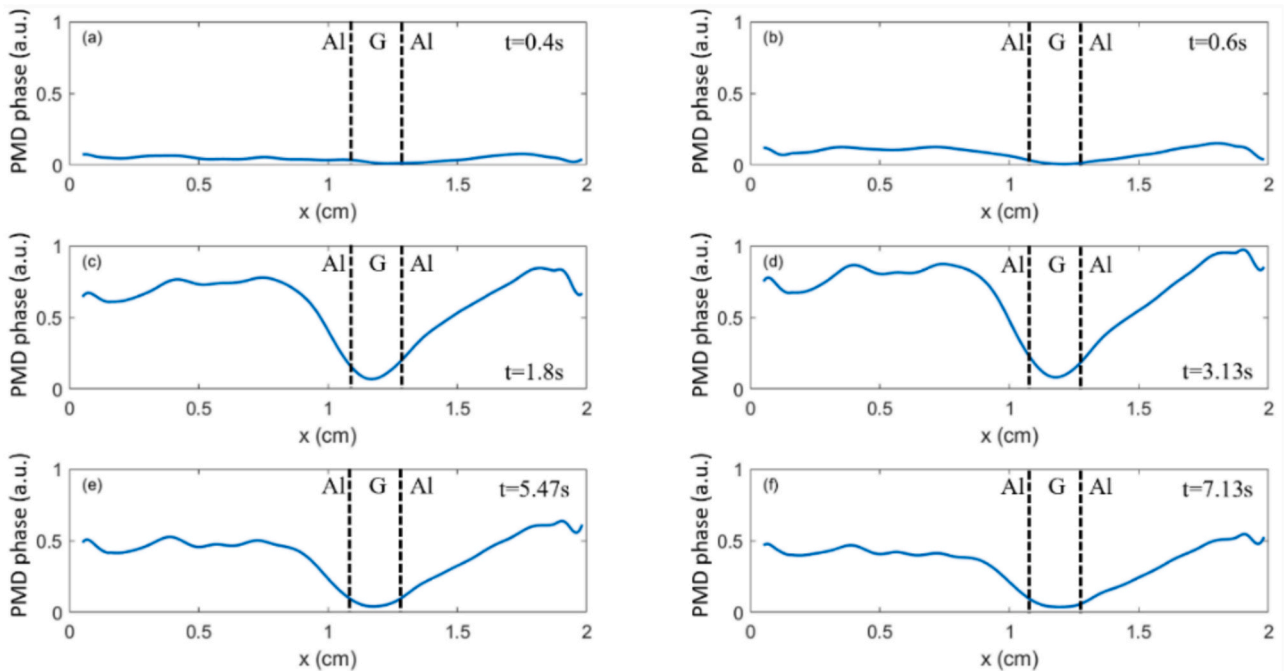 (a)
Al G Al
t=0.4s
PMD phase (a.u.)
1
0.5
0
0 0.5 1 1.5 2
x (cm)
(b)
Al G Al
t=0.6s
PMD phase (a.u.)
1
0.5
0
0 0.5 1 1.5 2
x (cm)
(c)
Al G Al
t=1.8s
PMD phase (a.u.)
1
0.5
0
0 0.5 1 1.5 2
x (cm)
(d)
Al G Al
t=3.13s
PMD phase (a.u.)
1
0.5
0
0 0.5 1 1.5 2
x (cm)
(e)
Al G Al
t=5.47s
PMD phase (a.u.)
1
0.5
0
0 0.5 1 1.5 2
x (cm)
(f)
Al G Al
t=7.13s
PMD phase (a.u.)
1
0.5
0
0 0.5 1 1.5 2
x (cm)